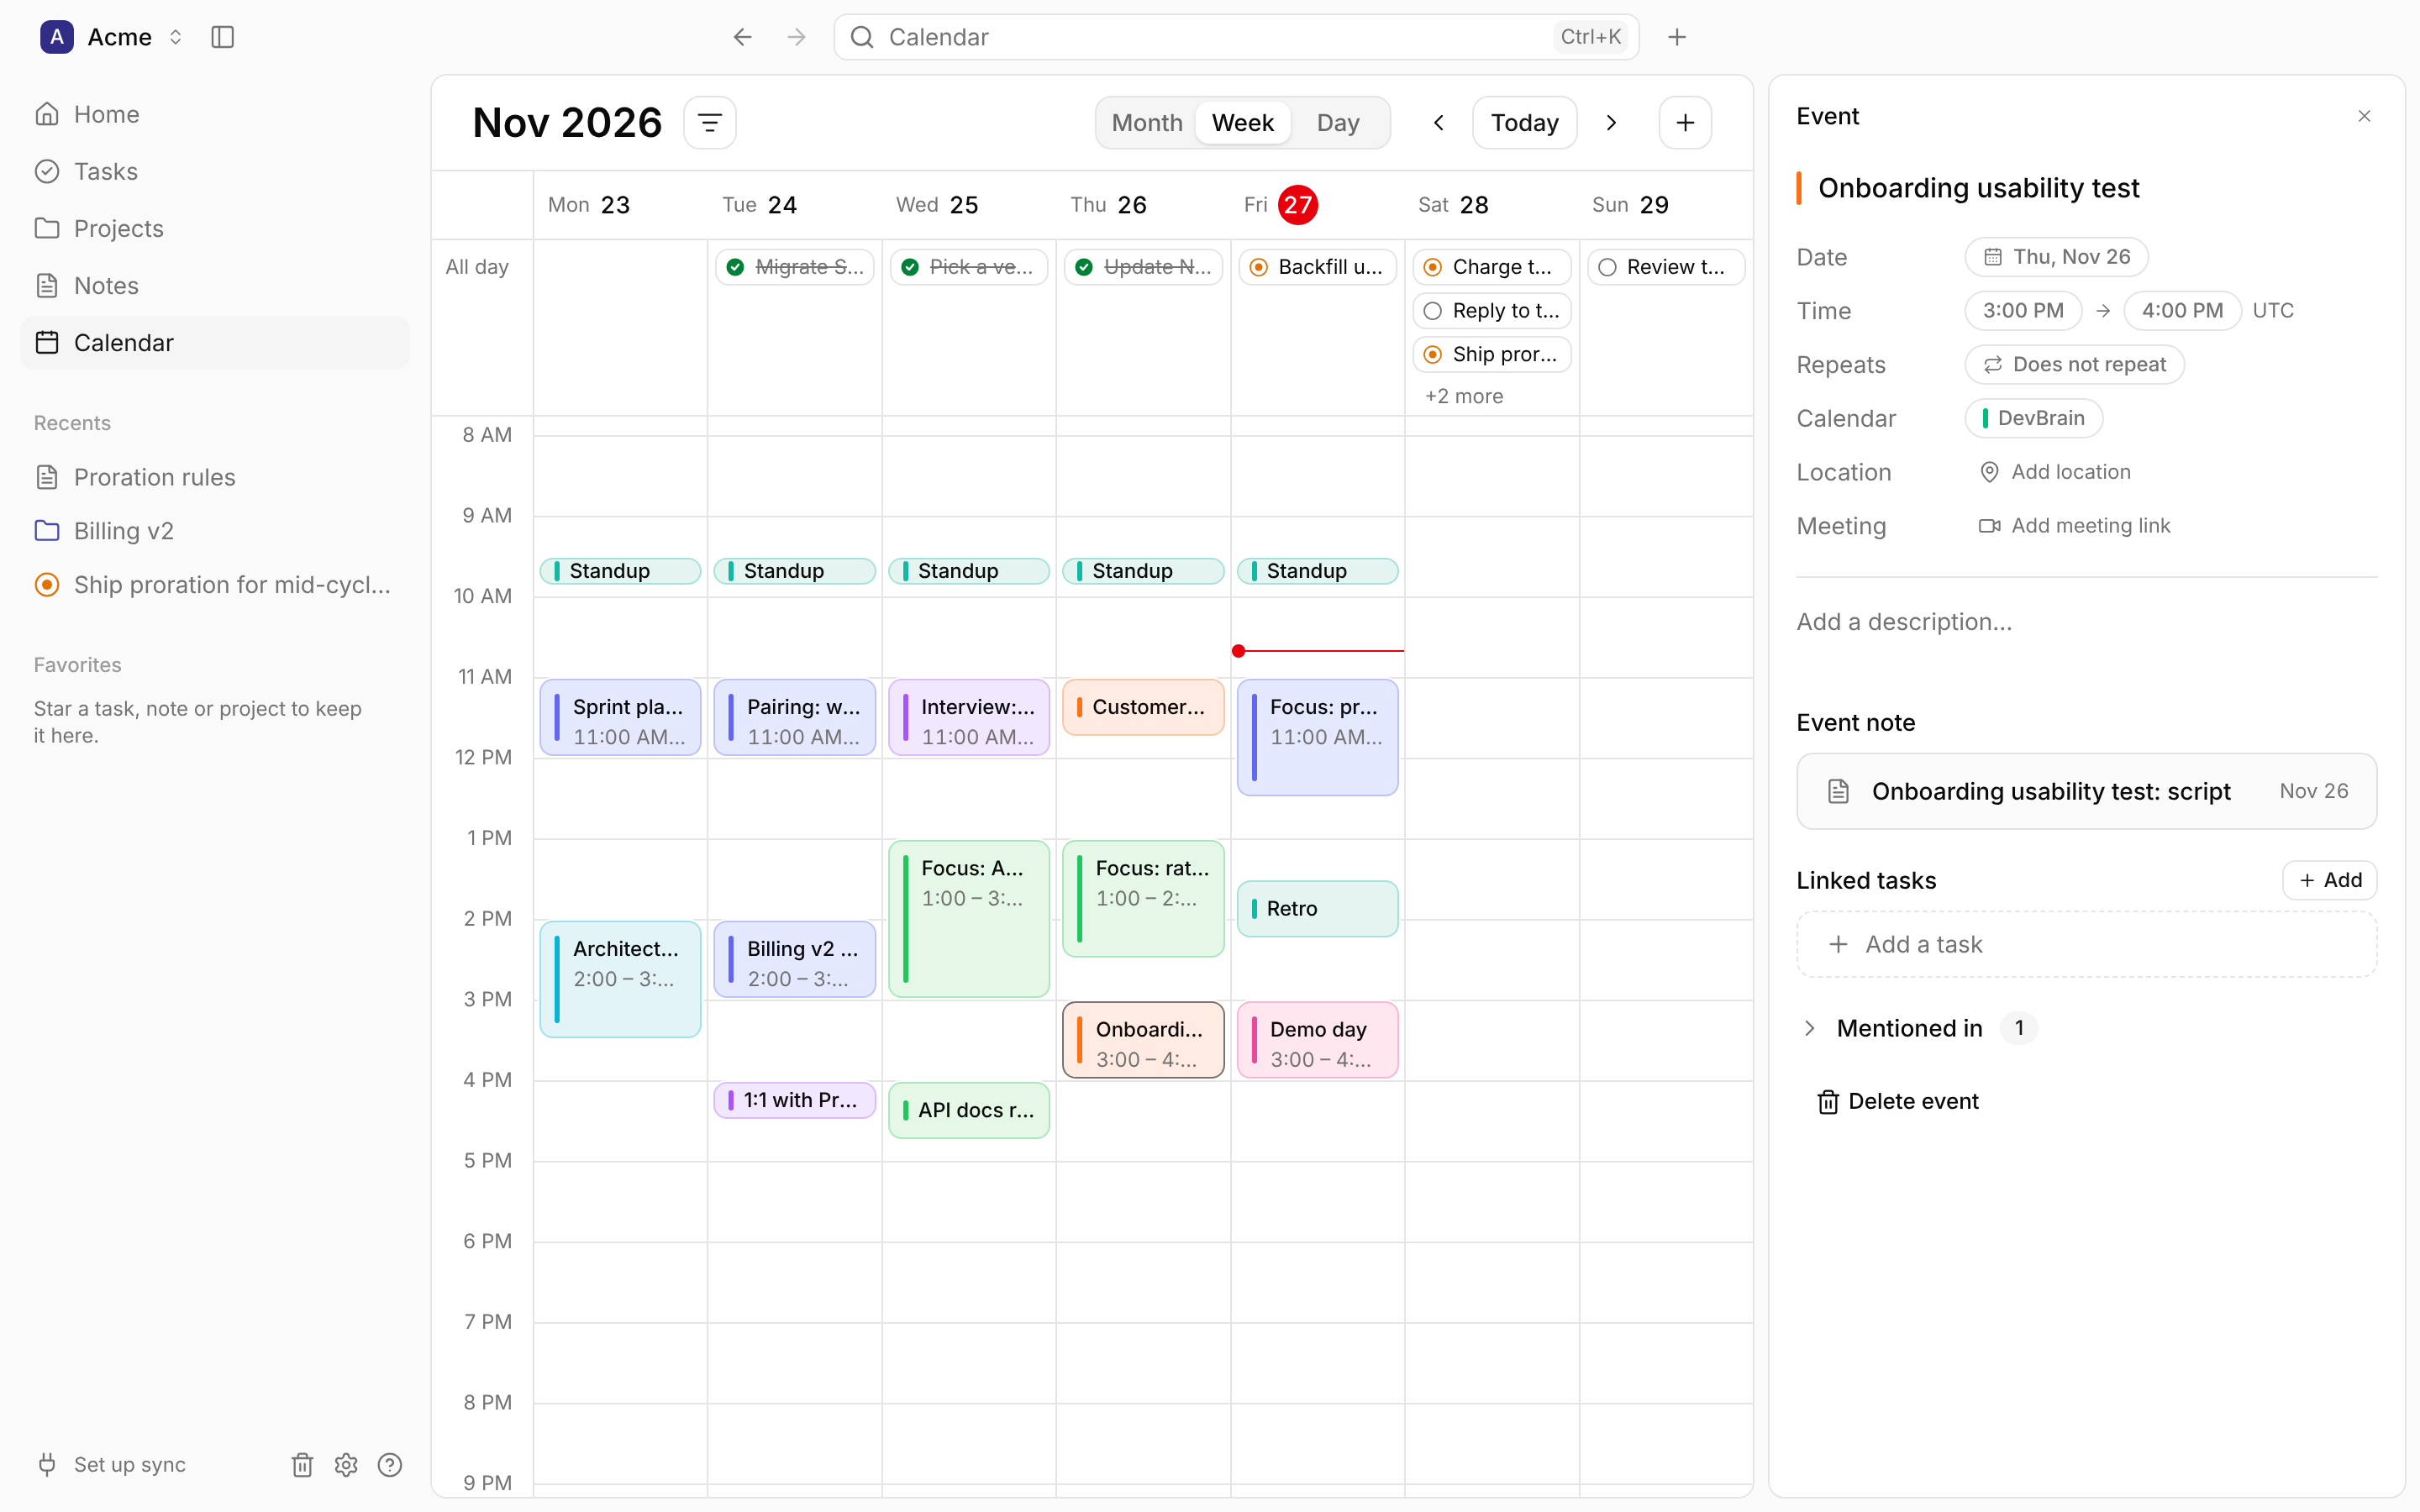 A Acme
Calendar Ctrl+K
Home
Tasks
Projects
Notes
Calendar
Recents
Proration rules
Billing v2
Ship proration for mid-cycl...
Favorites
Star a task, note or project to keep
it here.
Set up sync
Nov 2026
Month Week Day Today
Mon 23 Tue 24 Wed 25 Thu 26 Fri 27 Sat 28 Sun 29
All day Migrate S... Pick a ve... Update N... Backfill u... Charge t... Review t...
Reply to t...
Ship pror...
+2 more
8 AM
9 AM
Standup Standup Standup Standup Standup
10 AM
11 AM
Sprint pla... Pairing: w... Interview:... Customer... Focus: pr...
11:00 AM... 11:00 AM... 11:00 AM... 11:00 AM...
12 PM
1 PM
Focus: A... Focus: rat...
1:00 – 3:... 1:00 – 2:...
Retro
2 PM
Architect... Billing v2 ...
2:00 – 3:... 2:00 – 3:...
3 PM
Onboardi... Demo day
3:00 – 4:... 3:00 – 4:...
4 PM
1:1 with Pr... API docs r...
5 PM
6 PM
7 PM
8 PM
9 PM
Event
Onboarding usability test
Date Thu, Nov 26
Time 3:00 PM 4:00 PM UTC
Repeats Does not repeat
Calendar DevBrain
Location Add location
Meeting Add meeting link
Add a description...
Event note
Onboarding usability test: script Nov 26
Linked tasks Add
Add a task
Mentioned in 1
Delete event